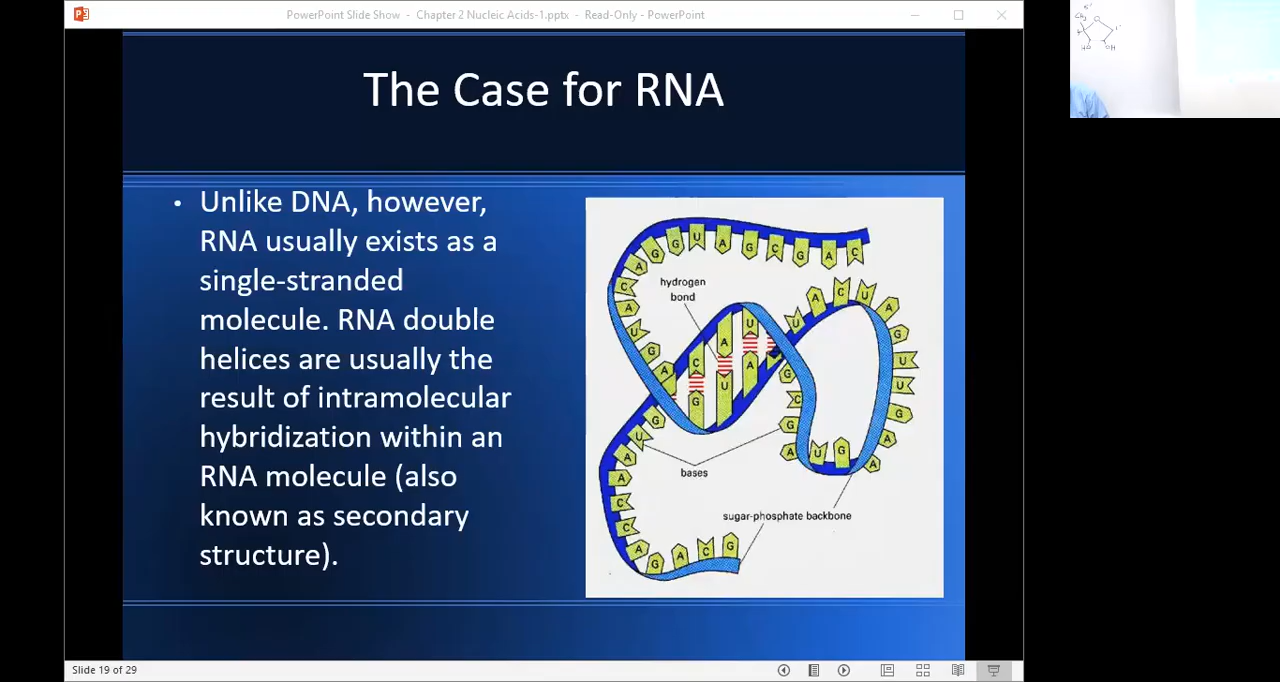 PowerPoint Slide Show - Chapter 2 Nucleic Acids-1.pptx - Read-Only - PowerPoint
The Case for RNA
• Unlike DNA, however,
RNA usually exists as a
single-stranded
molecule. RNA double
helices are usually the
result of intramolecular
hybridization within an
RNA molecule (also
known as secondary
structure).
C A G C G A U G G A C A U G A
hydrogen
bond
C A U
G U A
U A C U A G U U G A A G U A G C G
G U A A C C A G A C G
bases
sugar-phosphate backbone
Slide 19 of 29
HO OH